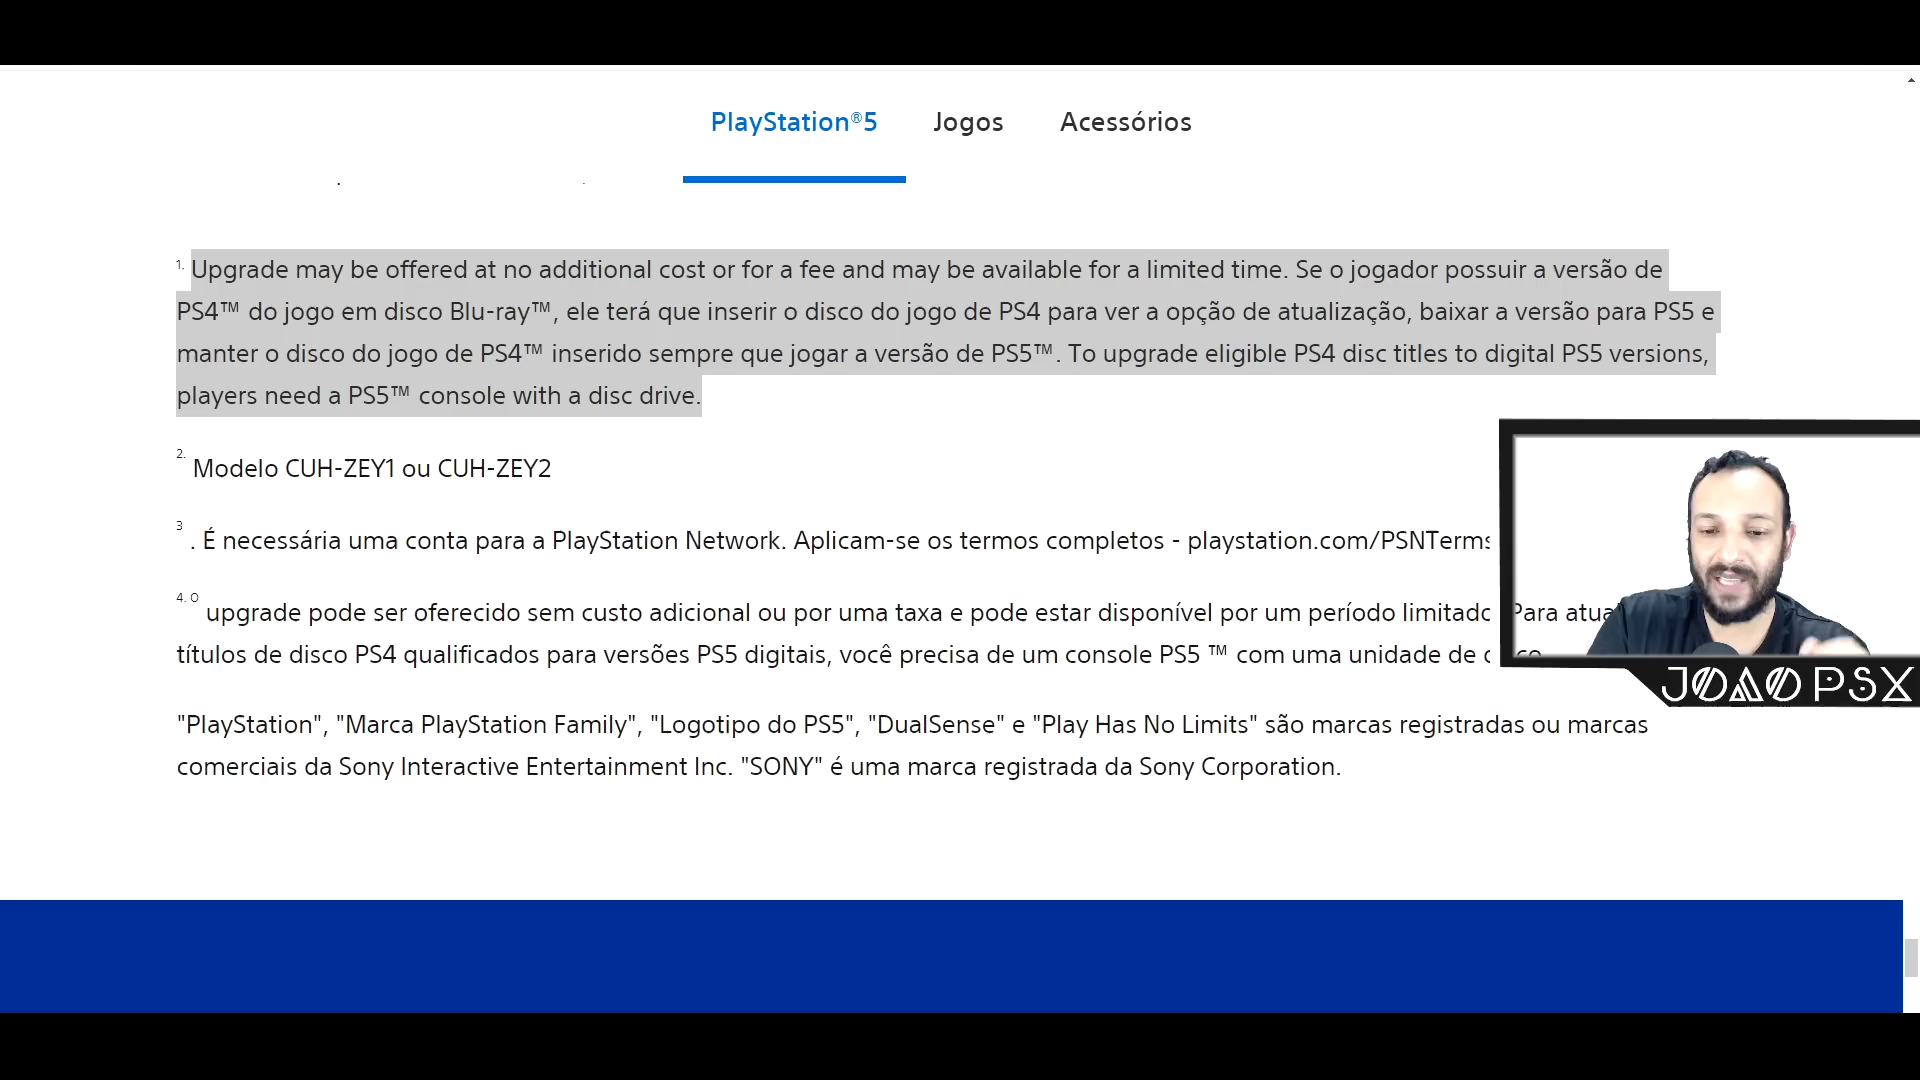 PlayStation®5 Jogos Acessórios
1. Upgrade may be offered at no additional cost or for a fee and may be available for a limited time. Se o jogador possuir a versão de
PS4™ do jogo em disco Blu-ray™, ele terá que inserir o disco do jogo de PS4 para ver a opção de atualização, baixar a versão para PS5 e
manter o disco do jogo de PS4™ inserido sempre que jogar a versão de PS5™. To upgrade eligible PS4 disc titles to digital PS5 versions,
players need a PS5™ console with a disc drive.
2. Modelo CUH-ZEY1 ou CUH-ZEY2
3 . É necessária uma conta para a PlayStation Network. Aplicam-se os termos completos - playstation.com/PSNTerms
4. O upgrade pode ser oferecido sem custo adicional ou por uma taxa e pode estar disponível por um período limitado Para
títulos de disco PS4 qualificados para versões PS5 digitais, você precisa de um console PS5 ™ com uma unidade de
JOAO PSX
"PlayStation", "Marca PlayStation Family", "Logotipo do PS5", "DualSense" e "Play Has No Limits" são marcas registradas ou marcas
comerciais da Sony Interactive Entertainment Inc. "SONY" é uma marca registrada da Sony Corporation.